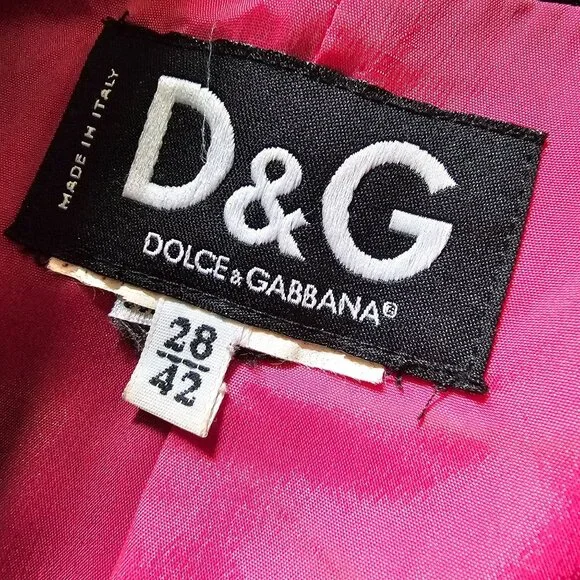 MADE IN ITALY
D&G
DOLCE & GABBANA®
28
42